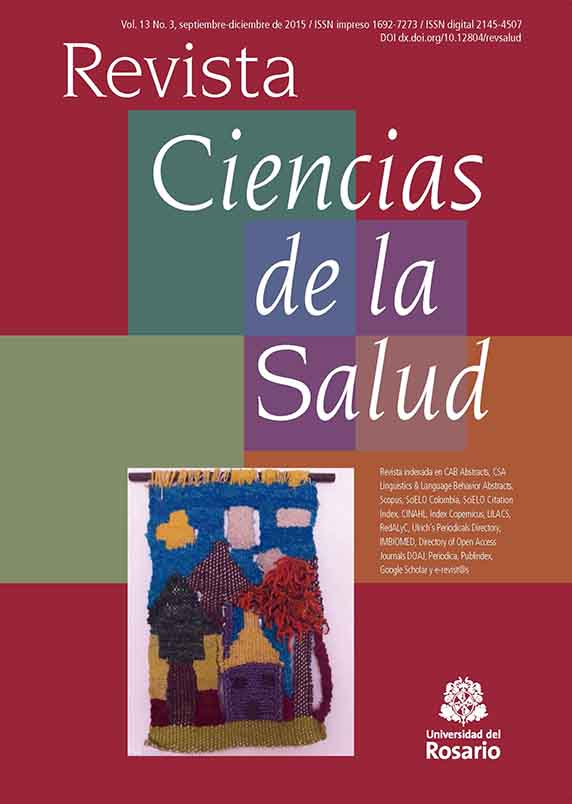 Vol. 13 No. 3, septiembre-diciembre de 2015 / ISSN impreso 1692-7273 / ISSN digital 2145-4507
DOI dx.doi.org/10.12804/revsalud
Revista
Ciencias
de la
Salud
Revista indexada en CAB Abstracts, CSA
Linguistics & Language Behavior Abstracts,
Scopus, SciELO Colombia, SciELO Citation
Index, CINAHL, Index Copernicus, LILACS,
RedALyC, Ulrich's Periodicals Directory,
IMBIOMED, Directory of Open Access
Journals DOAJ, Periodica, Publindex,
Google Scholar y e-revist@s
Universidad del
Rosario